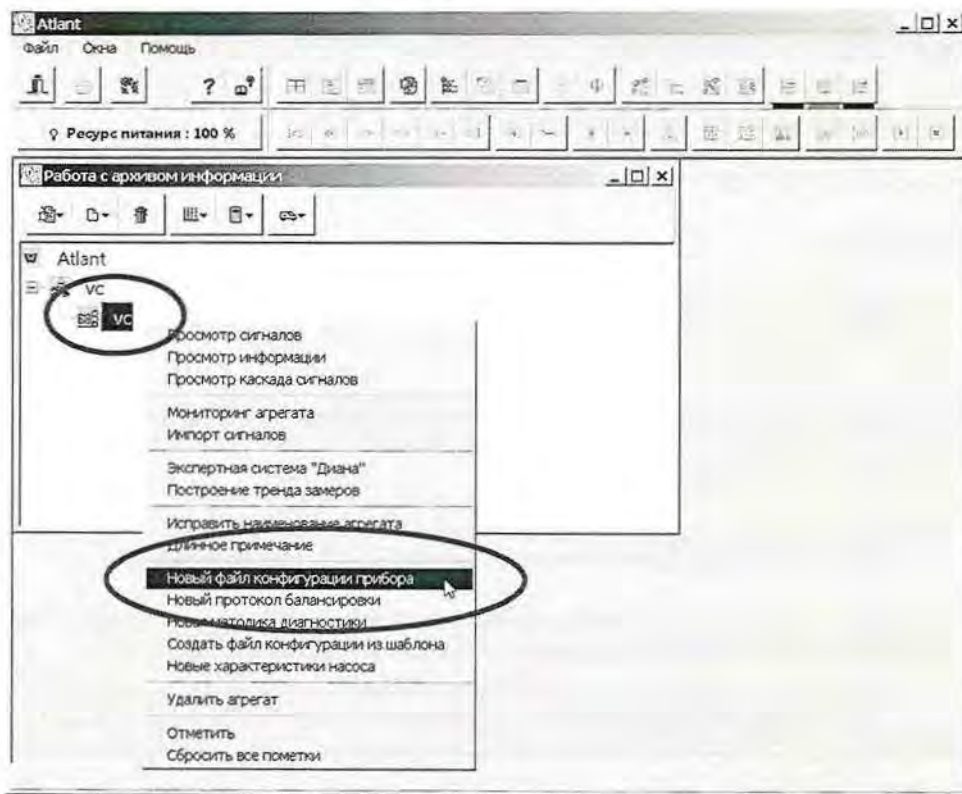 Atlant
Файл Окна Помощь
Ресурс питания : 100 %
Работа с архивом информации
Atlant
VC
VC
Просмотр сигналов
Просмотр информации
Просмотр каскада сигналов
Мониторинг агрегата
Импорт сигналов
Экспертная система "Диана"
Построение тренда замеров
Исправить наименование агрегата
Длинное примечание
Новый файл конфигурации прибора
Новый протокол балансировки
Новая методика диагностики
Создать файл конфигурации из шаблона
Новые характеристики насоса
Удалить агрегат
Отметить
Сбросить все пометки